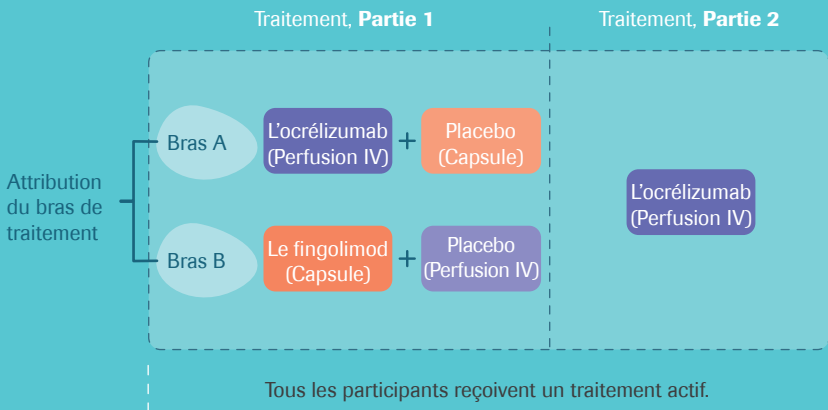 Traitement, Partie 1
Traitement, Partie 2
Attribution
du bras de
traitement
Bras A
L'ocrélizumab
(Perfusion IV)
+
Placebo
(Capsule)
Bras B
Le fingolimod
(Capsule)
+
Placebo
(Perfusion IV)
L'ocrélizumab
(Perfusion IV)
Tous les participants reçoivent un traitement actif.